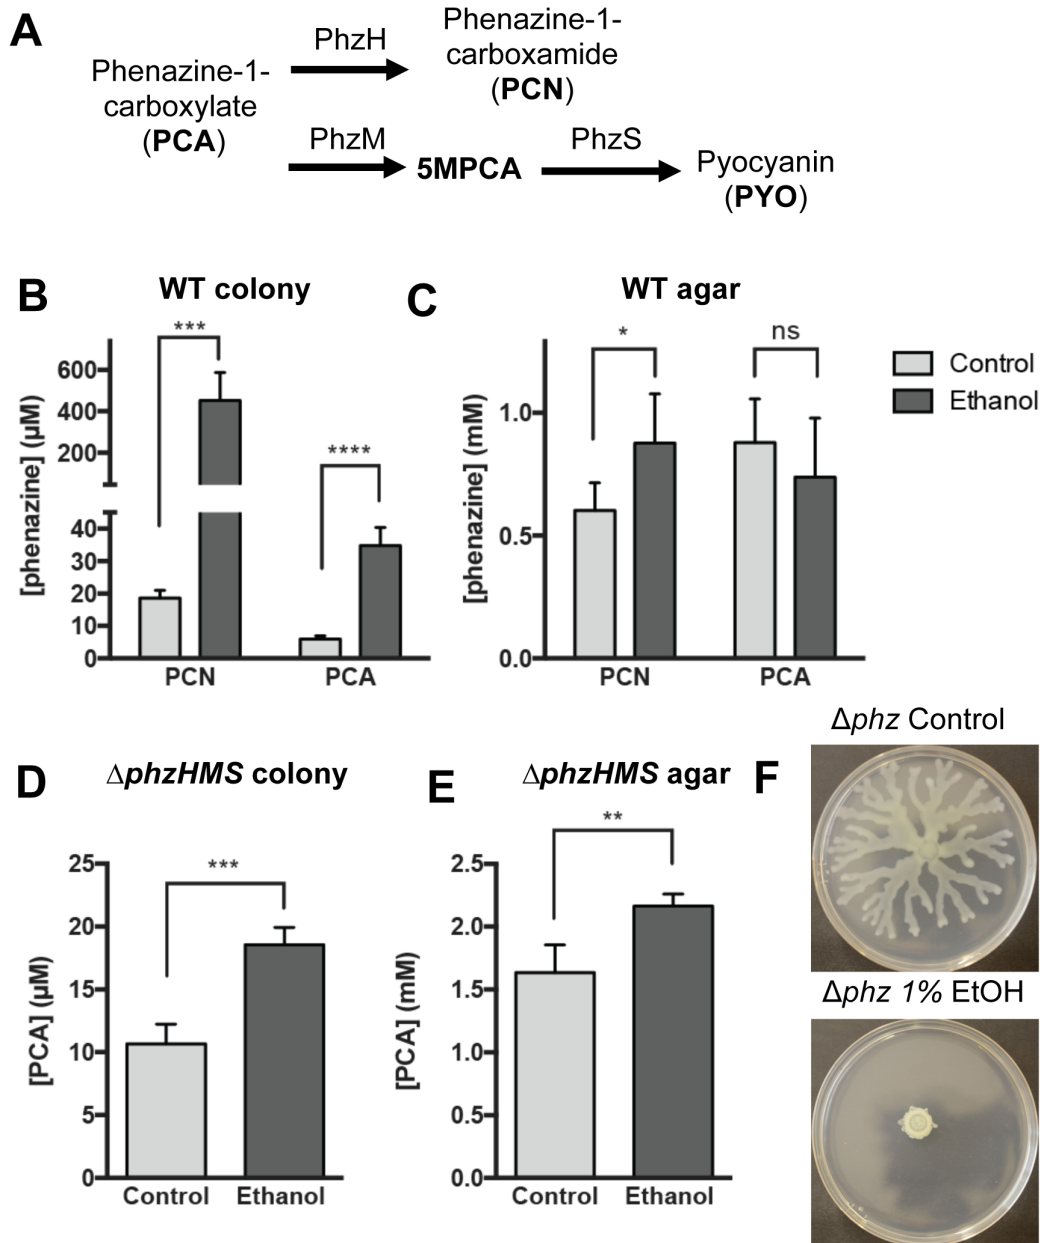 A
Phenazine-1-
carboxylate
(PCA)
PhzH
Phenazine-1-
carboxamide
(PCN)
PhzM
5MPCA
PhzS
Pyocyanin
(PYO)
B
WT colony
[phenazine] (µM)
600
400
200
40
30
20
10
0
***
****
PCN
PCA
C
WT agar
[phenazine] (mM)
1.0
0.5
0.0
*
ns
PCN
PCA
Control
Ethanol
D
ΔphzHMS colony
[PCA] (µM)
25
20
15
10
5
0
***
Control
Ethanol
E
ΔphzHMS agar
[PCA] (mM)
2.5
2.0
1.5
1.0
0.5
0.0
**
Control
Ethanol
F
Δphz Control
Δphz 1% EtOH